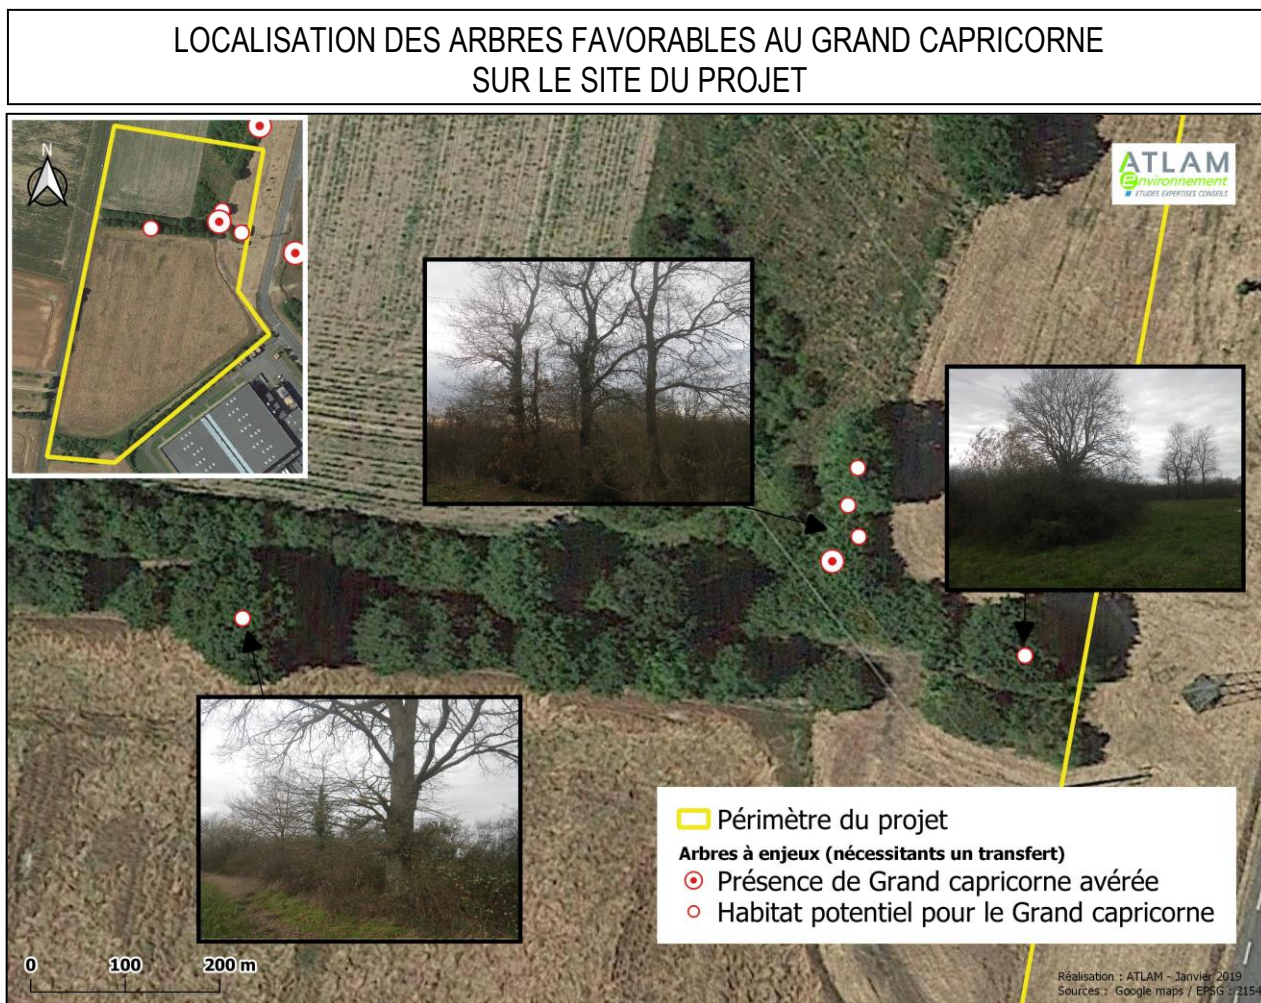 LOCALISATION DES ARBRES FAVORABLES AU GRAND CAPRICORNE
SUR LE SITE DU PROJET
N
ATLAM
environnement
ETUDES EXPERTISES CONSEILS
Périmètre du projet
Arbres à enjeux (nécessitants un transfert)
Présence de Grand capricorne avérée
Habitat potentiel pour le Grand capricorne
0 100 200 m
Réalisation : ATLAM - Janvier 2019
Sources : Google maps / EPSG : 2154